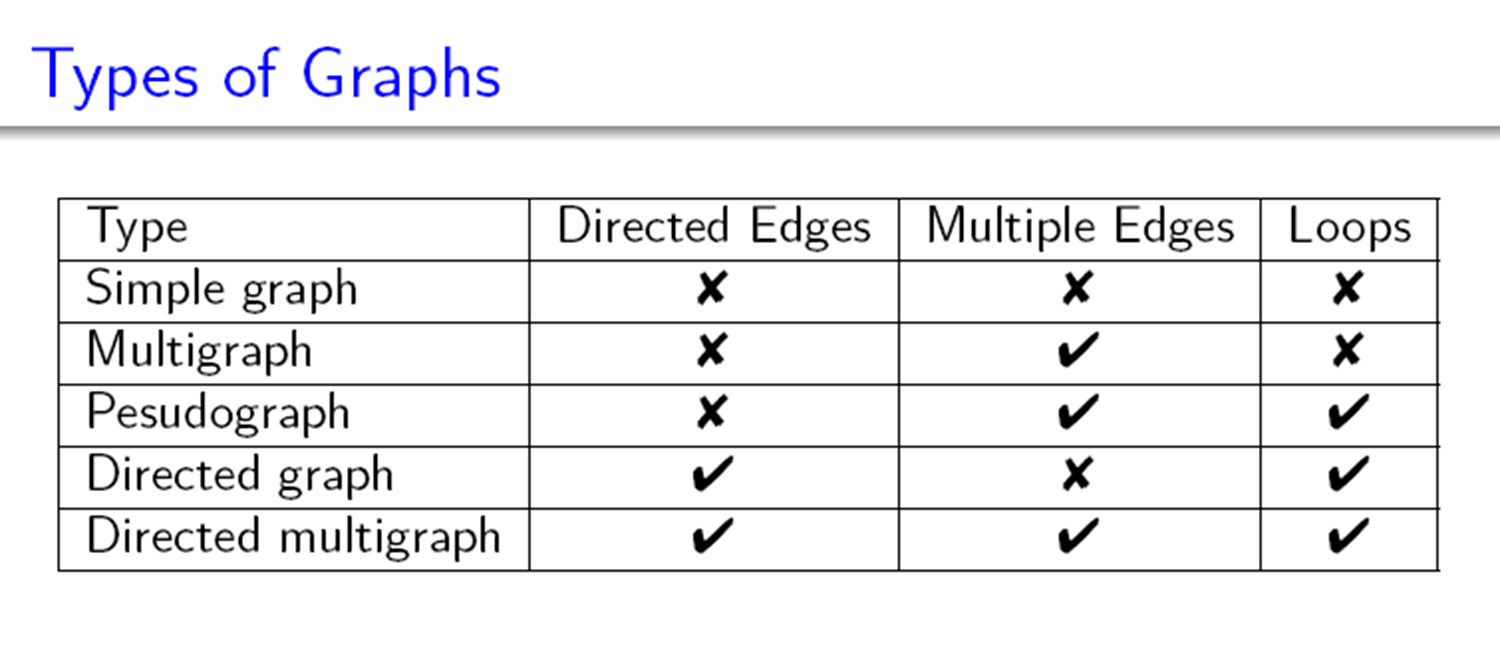 Types of Graphs
Type Directed Edges Multiple Edges Loops
Simple graph ✘ ✘ ✘
Multigraph ✘ ✔ ✘
Pesudograph ✘ ✔ ✔
Directed graph ✔ ✘ ✔
Directed multigraph ✔ ✔ ✔